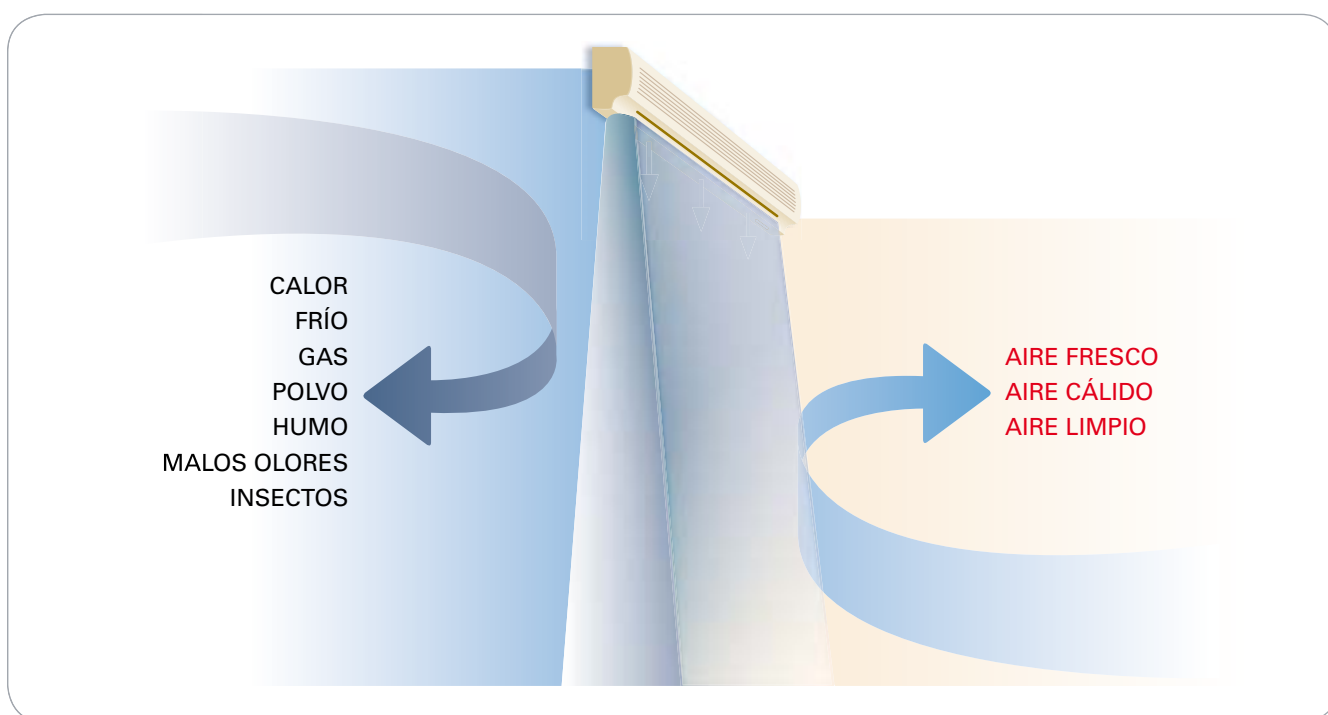 CALOR
FRÍO
GAS
POLVO
HUMO
MALOS OLORES
INSECTOS
AIRE FRESCO
AIRE CÁLIDO
AIRE LIMPIO